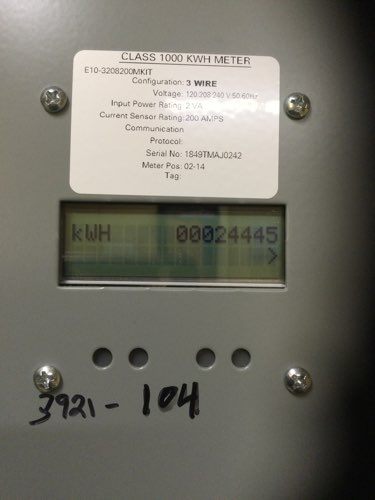 CLASS 1000 KWH METER
E10-3208200MKIT
Configuration: 3 WIRE
Voltage: 120 208 240 V 50 60Hz
Input Power Rating: 2 VA
Current Sensor Rating: 200 AMPS
Communication
Protocol:
Serial No: 1849TMAJ0242
Meter Pos: 02-14
Tag:
kWH 00024445
>
3921- 104